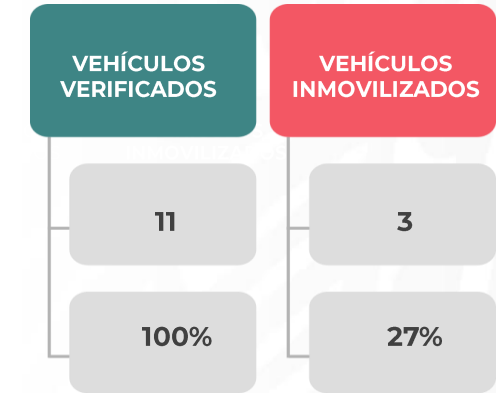 VEHÍCULOS
VERIFICADOS
11
100%
VEHÍCULOS
INMOVILIZADOS
3
27%